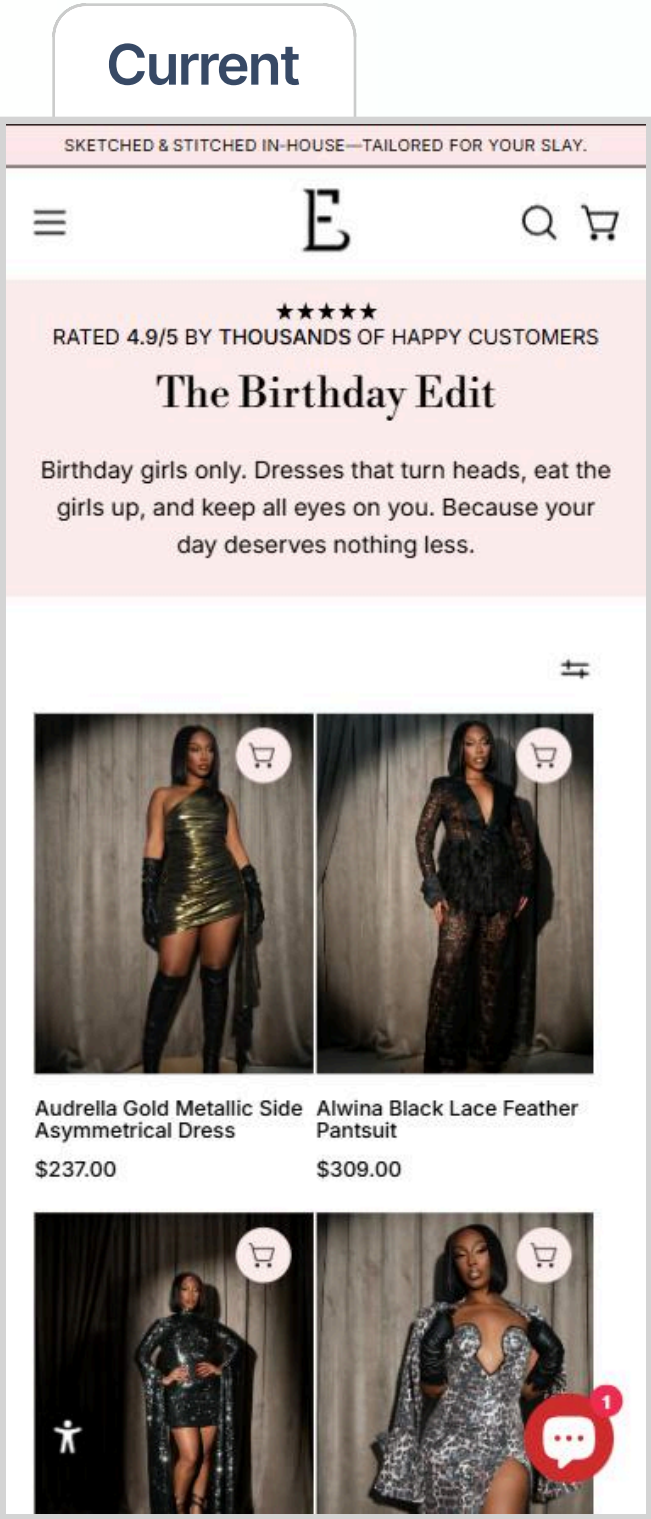 Current
SKETCHED & STITCHED IN-HOUSE—TAILORED FOR YOUR SLAY.
E
★★★★★
RATED 4.9/5 BY THOUSANDS OF HAPPY CUSTOMERS
The Birthday Edit
Birthday girls only. Dresses that turn heads, eat the
girls up, and keep all eyes on you. Because your
day deserves nothing less.
Audrella Gold Metallic Side
Asymmetrical Dress
$237.00
Alwina Black Lace Feather
Pantsuit
$309.00
1